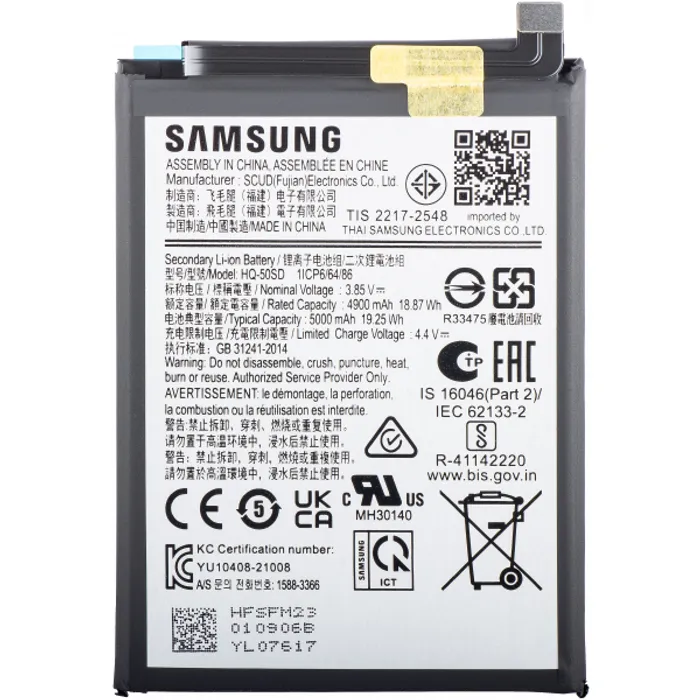 SAMSUNG
ASSEMBLY IN CHINA, ASSEMBLÉE EN CHINE
Manufacturer : SCUD(Fujian)Electronics Co., Ltd.
制造商：飞毛腿（福建）电子有限公司
製造商：飛毛腿（福建）電子有限公司
中国制造/中國製造/MADE IN CHINA
TIS 2217-2548
imported by
THAI SAMSUNG ELECTRONICS CO.,LTD.
Secondary Li-ion Battery / 锂离子电池组/二次鋰電池組
型号/型號/Model: HQ-50SD 1ICP6/64/86
标称电压 / 標稱電壓 / Nominal Voltage : 3.85 V
额定容量/ 額定電容量 / Rated Capacity : 4900 mAh 18.87 Wh
电池典型容量/Typical Capacity : 5000 mAh 19.25 Wh
充电限制电压 /充電限制電壓 / Limited Charge Voltage : 4.4 V
执行标准: GB 31241-2014
R33475 廢電池請回收
Warning: Do not disassemble, crush, puncture, heat,
burn or reuse. Authorized Service Provider Only.
AVERTISSEMENT: le démontage, la perforation,
la combustion ou la réutilisation est interdite.
警告:禁止拆卸，穿刺，燃烧或重复使用。
请勿置于高温环境中，浸水后禁止使用。
警告:禁止拆卸，穿刺，燃燒或重複使用。
請勿置於高溫環境中，浸水後禁止使用。
TP
EAC
IS 16046(Part 2)/
IEC 62133-2
R-41142220
www.bis.gov.in
CE
5
UK
CA
c UR US
MH30140
KC Certification number:
YU10408-21008
A/S 문의 전화번호: 1588-3366
SAMSUNG
ICT
HFSFM23
010906B
YL07617